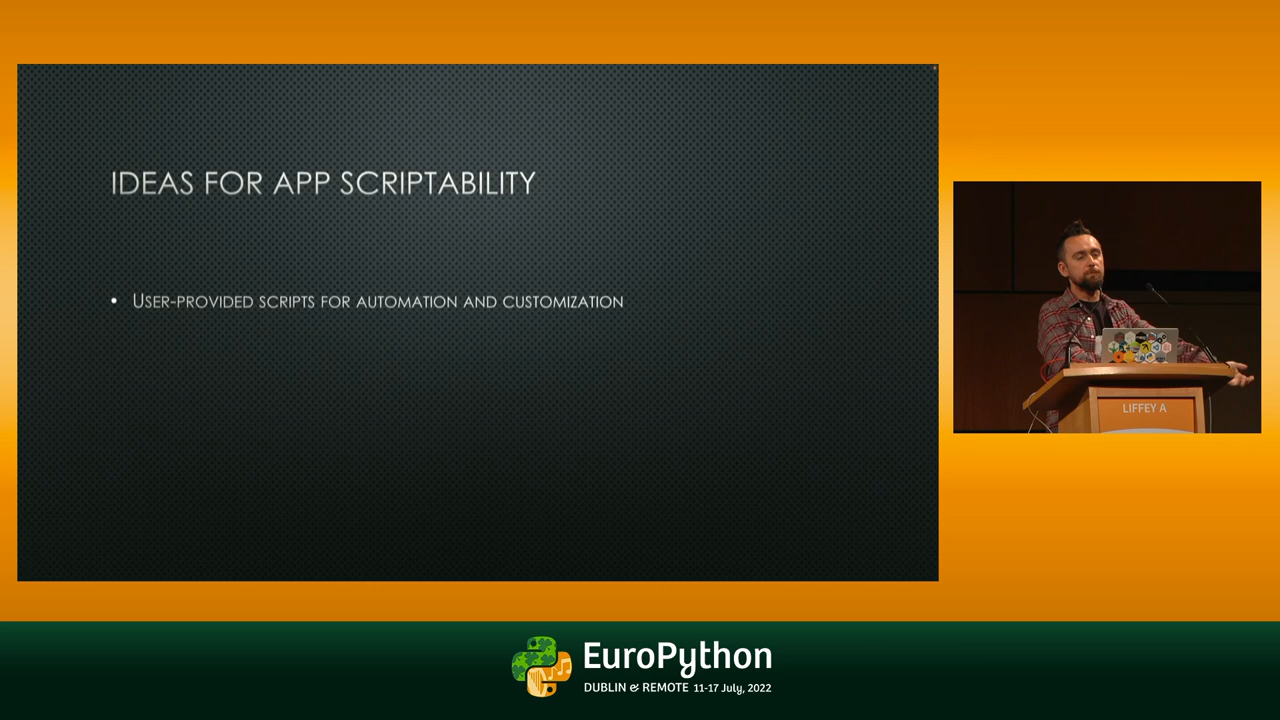 IDEAS FOR APP SCRIPTABILITY
• USER-PROVIDED SCRIPTS FOR AUTOMATION AND CUSTOMIZATION
LIFFEY A
EuroPython
DUBLIN & REMOTE 11-17 July, 2022